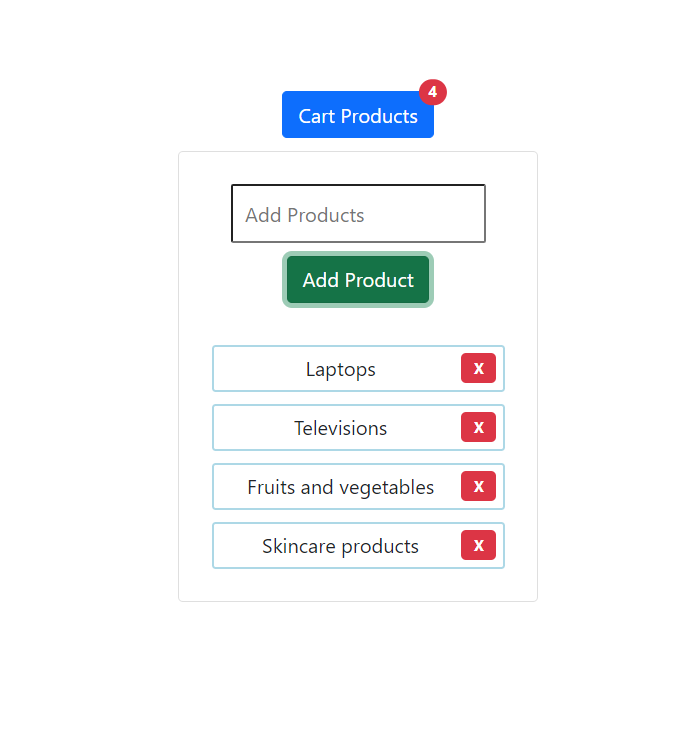 4
Cart Products
Add Products
Add Product
Laptops X
Televisions X
Fruits and vegetables X
Skincare products X